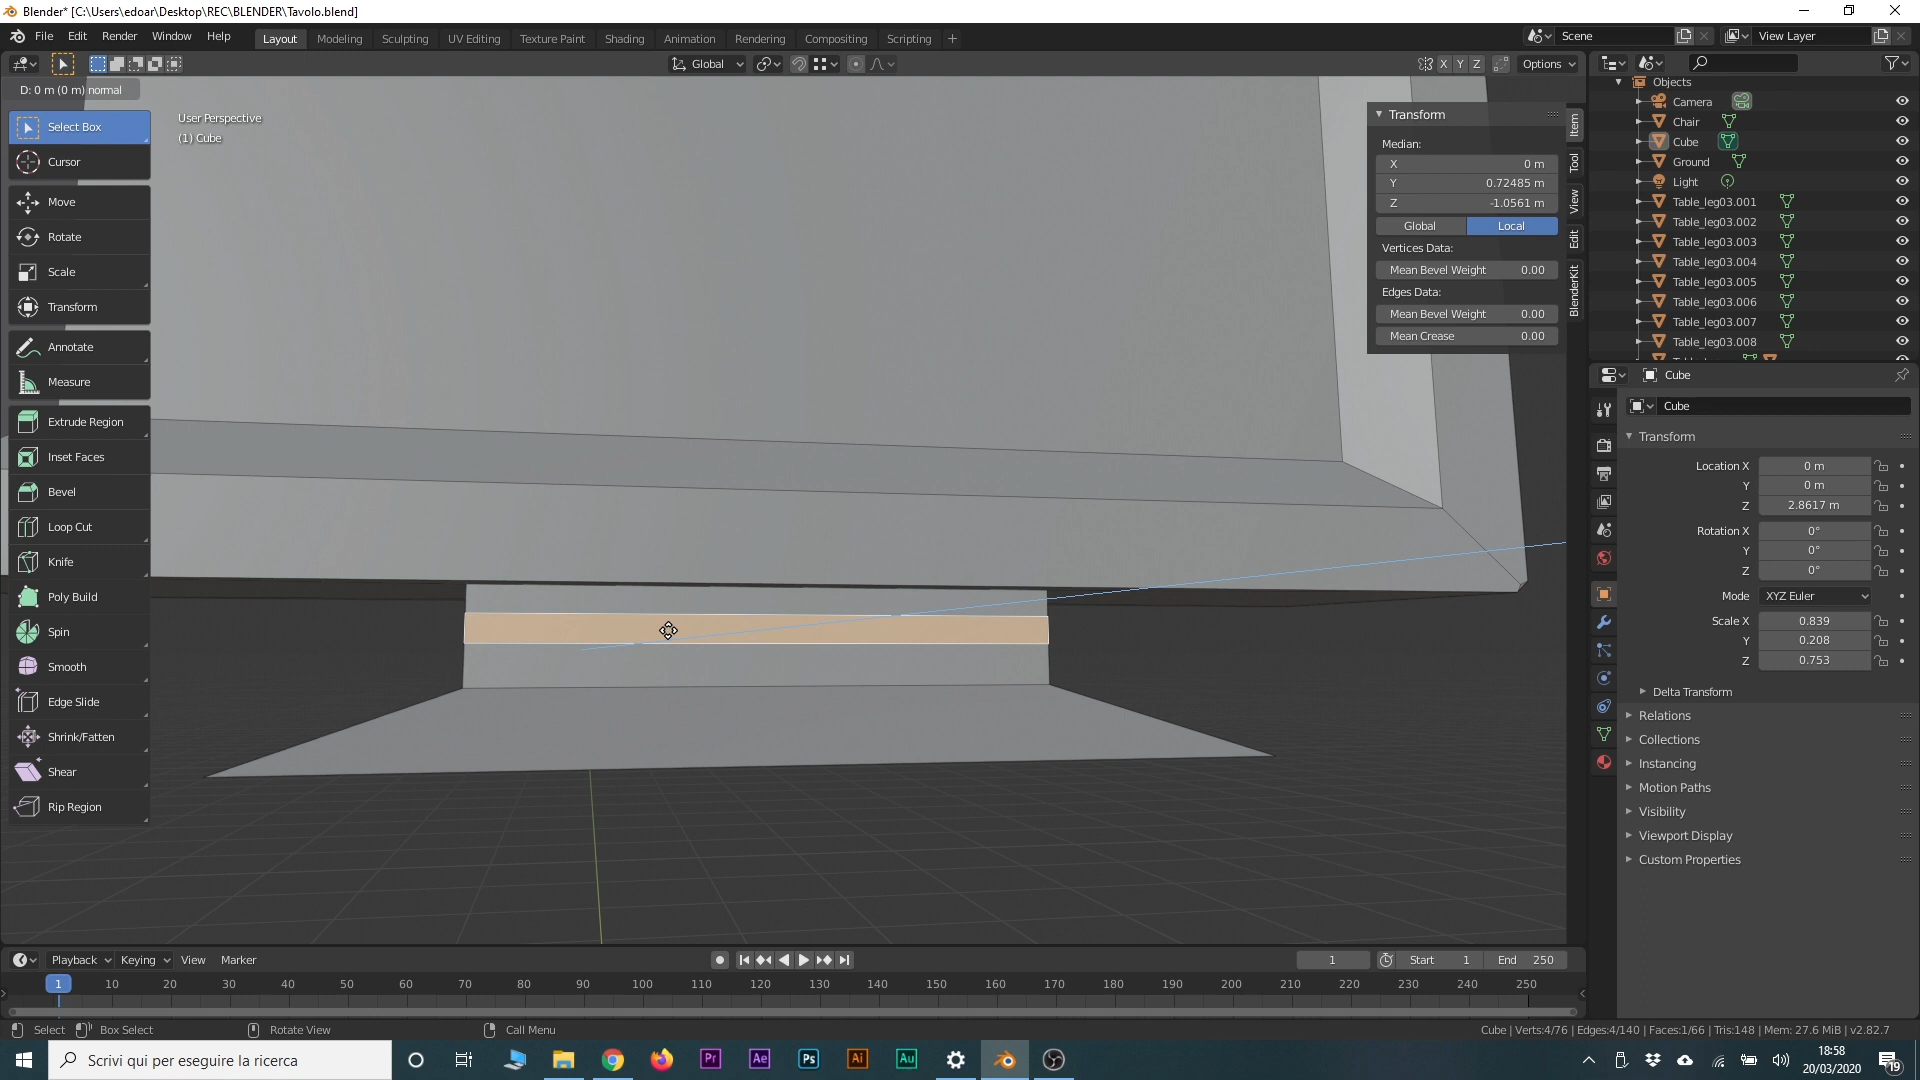 Blender* [C:\Users\edoar\Desktop\REC\BLENDER\Tavolo.blend]
File Edit Render Window Help
Layout Modeling Sculpting UV Editing Texture Paint Shading Animation Rendering Compositing Scripting +
Scene
View Layer
Global
X Y Z
Options
D: 0 m (0 m) normal
User Perspective
(1) Cube
Select Box
Cursor
Move
Rotate
Scale
Transform
Annotate
Measure
Extrude Region
Inset Faces
Bevel
Loop Cut
Knife
Poly Build
Spin
Smooth
Edge Slide
Shrink/Fatten
Shear
Rip Region
Transform
Median:
X 0 m
Y 0.72485 m
Z -1.0561 m
Global Local
Vertices Data:
Mean Bevel Weight 0.00
Edges Data:
Mean Bevel Weight 0.00
Mean Crease 0.00
Item
Tool
View
Edit
BlenderKit
Objects
Camera
Chair
Cube
Ground
Light
Table_leg03.001
Table_leg03.002
Table_leg03.003
Table_leg03.004
Table_leg03.005
Table_leg03.006
Table_leg03.007
Table_leg03.008
Cube
Cube
Transform
Location X 0 m
Y 0 m
Z 2.8617 m
Rotation X 0°
Y 0°
Z 0°
Mode XYZ Euler
Scale X 0.839
Y 0.208
Z 0.753
Delta Transform
Relations
Collections
Instancing
Motion Paths
Visibility
Viewport Display
Custom Properties
Playback Keying View Marker
1
Start 1
End 250
1 10 20 30 40 50 60 70 80 90 100 110 120 130 140 150 160 170 180 190 200 210 220 230 240 250
Select
Box Select
Rotate View
Call Menu
Cube | Verts:4/76 | Edges:4/140 | Faces:1/66 | Tris:148 | Mem: 27.6 MiB | v2.82.7
Scrivi qui per eseguire la ricerca
Pr
Ae
Ps
Ai
Au
18:58
20/03/2020
19